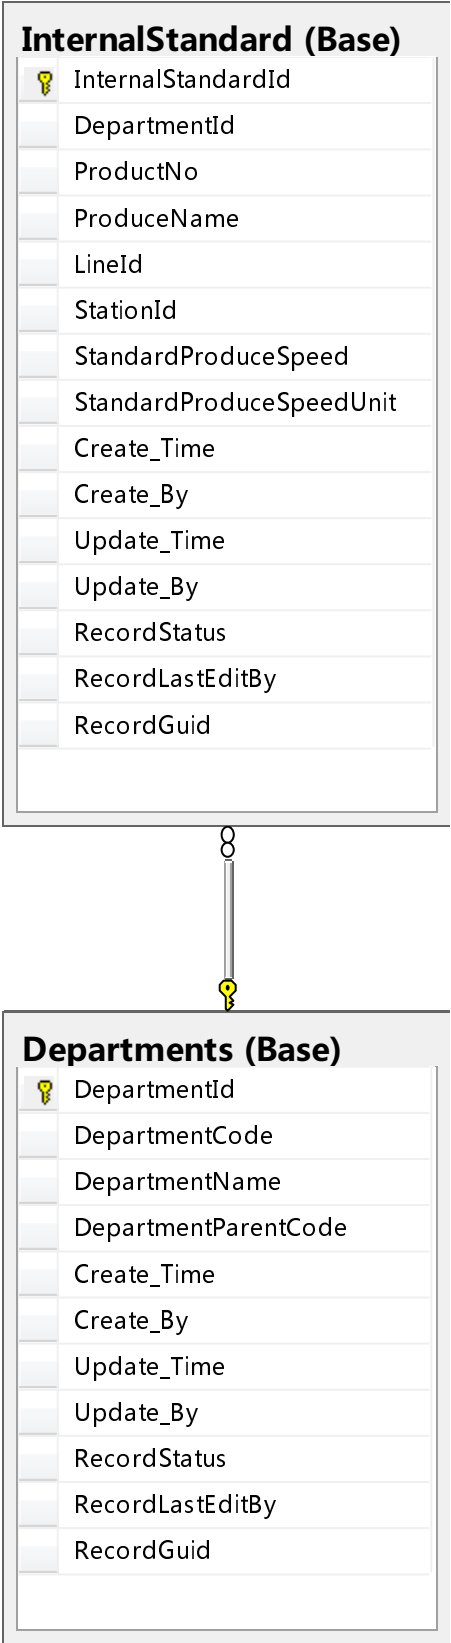 InternalStandard (Base)
InternalStandardId
DepartmentId
ProductNo
ProduceName
LineId
StationId
StandardProduceSpeed
StandardProduceSpeedUnit
Create_Time
Create_By
Update_Time
Update_By
RecordStatus
RecordLastEditBy
RecordGuid
Departments (Base)
DepartmentId
DepartmentCode
DepartmentName
DepartmentParentCode
Create_Time
Create_By
Update_Time
Update_By
RecordStatus
RecordLastEditBy
RecordGuid